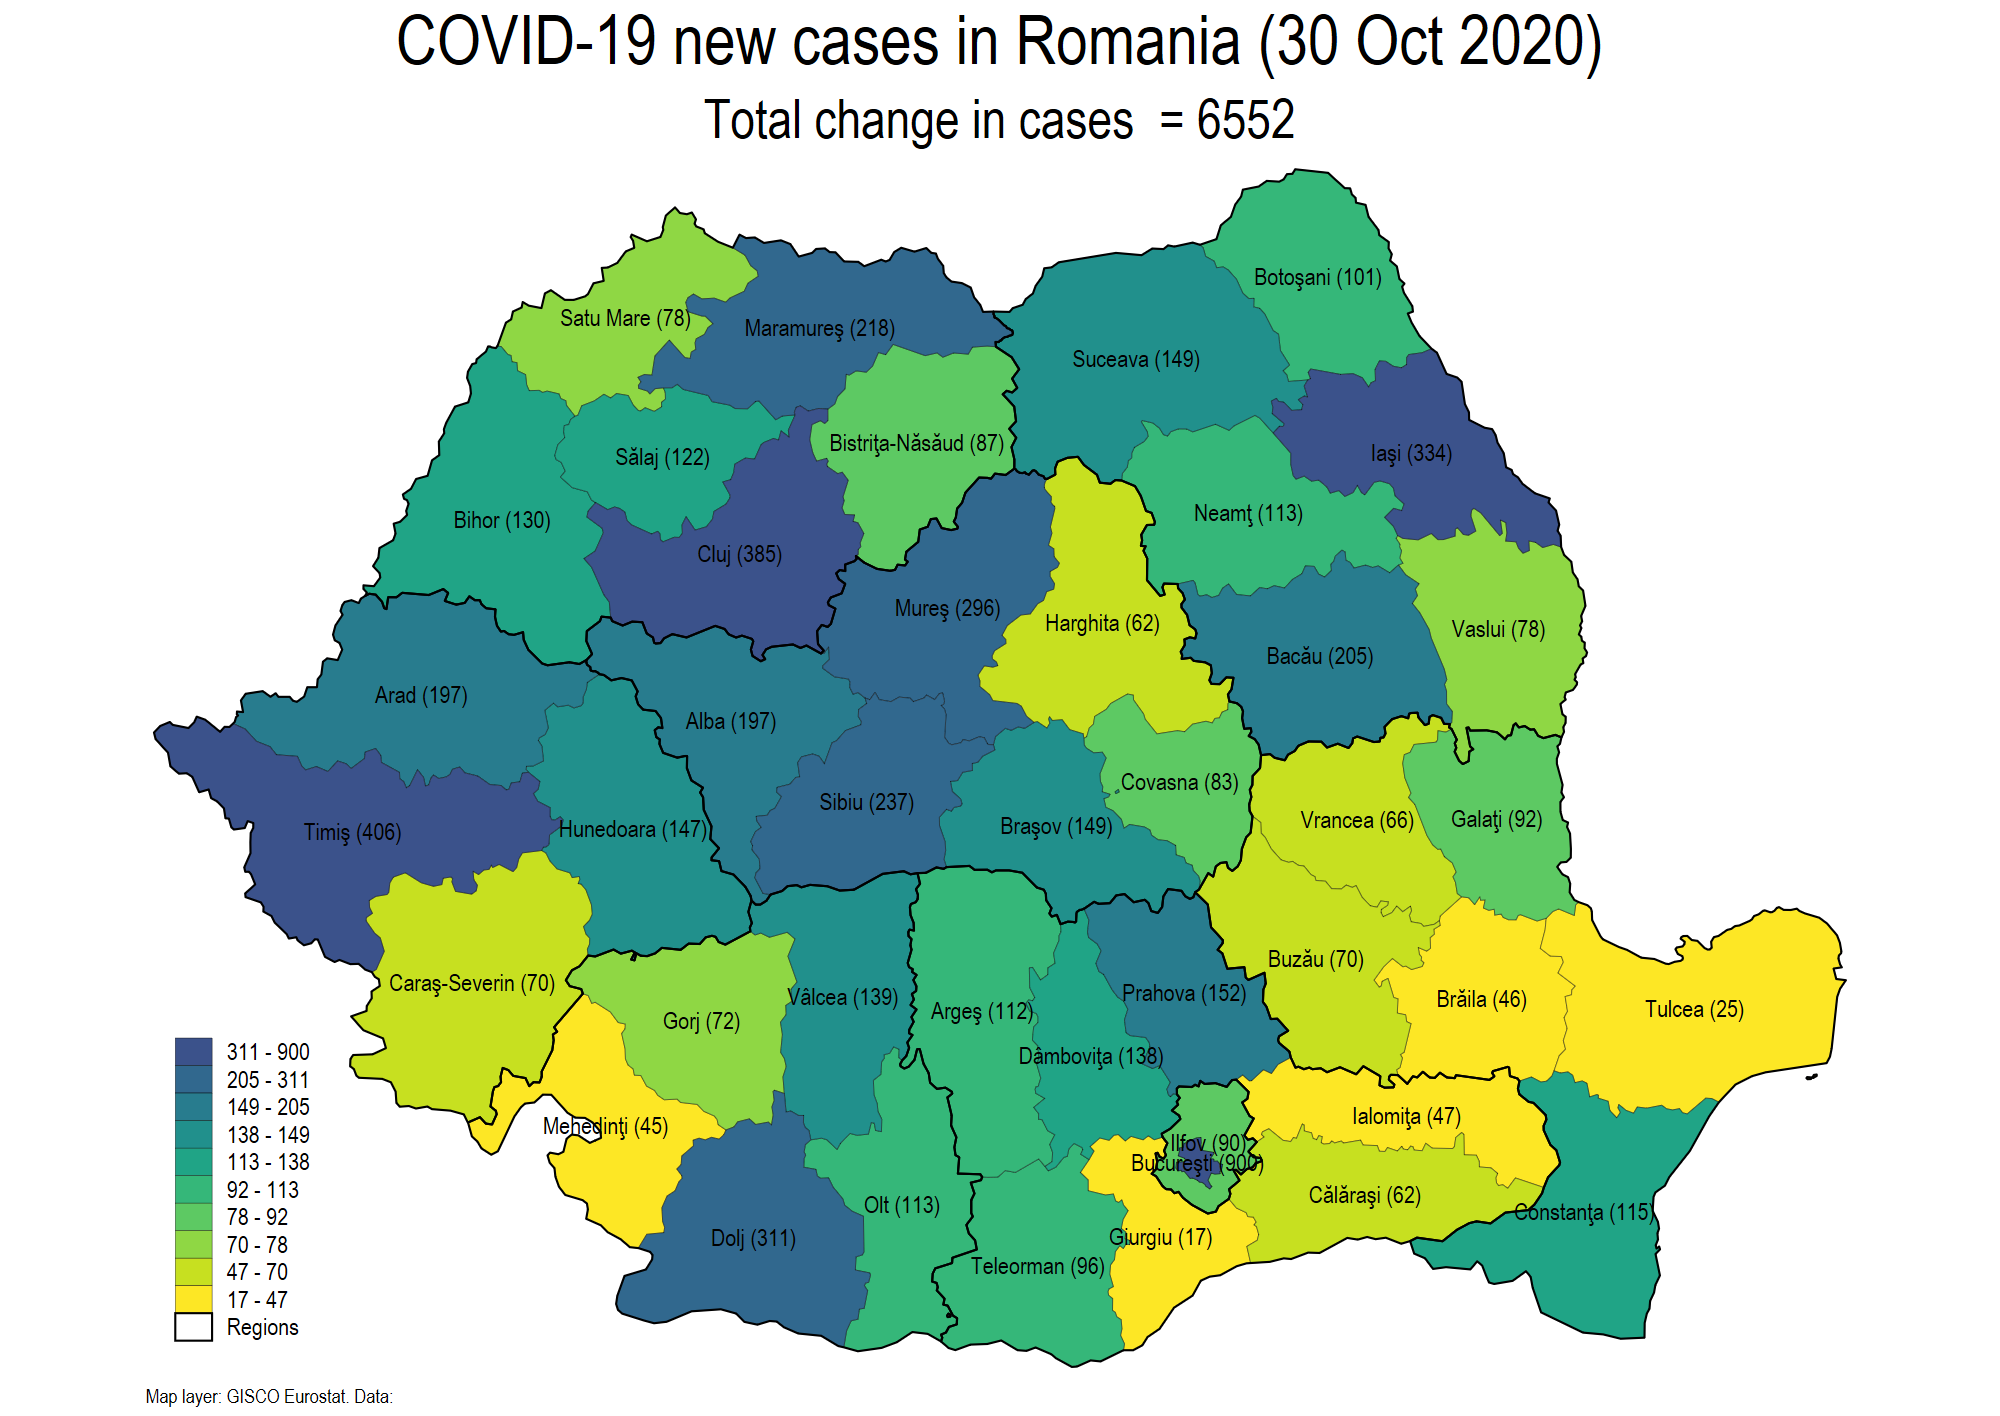 COVID-19 new cases in Romania (30 Oct 2020)
Total change in cases = 6552
Botoşani (101)
Satu Mare (78)
Maramureş (218)
Suceava (149)
Bistriţa-Năsăud (87)
Iaşi (334)
Sălaj (122)
Bihor (130)
Neamţ (113)
Cluj (385)
Mureş (296)
Harghita (62)
Vaslui (78)
Bacău (205)
Arad (197)
Alba (197)
Covasna (83)
Sibiu (237)
Vrancea (66)
Galaţi (92)
Timiş (406)
Hunedoara (147)
Braşov (149)
Buzău (70)
Caraş-Severin (70)
Vâlcea (139)
Prahova (152)
Brăila (46)
Tulcea (25)
Argeş (112)
Gorj (72)
Dâmboviţa (138)
Ialomiţa (47)
Mehedinţi (45)
Ilfov (90)
Bucureşti (900)
Călăraşi (62)
Olt (113)
Constanţa (115)
Dolj (311)
Giurgiu (17)
Teleorman (96)
311 - 900
205 - 311
149 - 205
138 - 149
113 - 138
92 - 113
78 - 92
70 - 78
47 - 70
17 - 47
Regions
Map layer: GISCO Eurostat. Data: